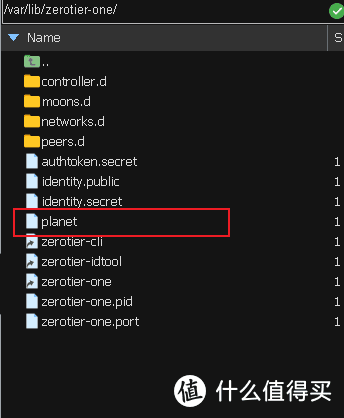 /var/lib/zerotier-one/
Name S
..
controller.d
moons.d
networks.d
peers.d
authtoken.secret 1
identity.public 1
identity.secret 1
planet 1
zerotier-cli 1
zerotier-idtool 1
zerotier-one 1
zerotier-one.pid 1
zerotier-one.port 1
值 什么值得买